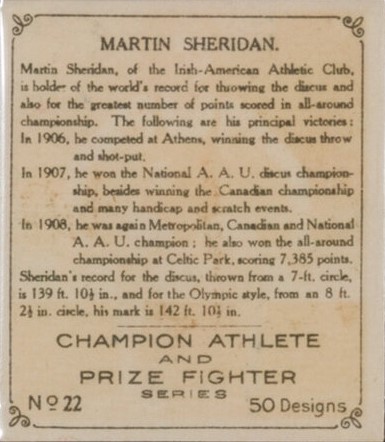 MARTIN SHERIDAN.
Martin Sheridan, of the Irish-American Athletic Club,
is holder of the world's record for throwing the discus and
also for the greatest number of points scored in all-around
championship. The following are his principal victories:
In 1906, he competed at Athens, winning the discus throw
and shot-put.
In 1907, he won the National A. A. U. discus champion-
ship, besides winning the Canadian championship
and many handicap and scratch events.
In 1908, he was again Metropolitan, Canadian and National
A. A. U. champion; he also won the all-around
championship at Celtic Park, scoring 7,385 points.
Sheridan's record for the discus, thrown from a 7-ft. circle,
is 139 ft. 10½ in., and for the Olympic style, from an 8 ft.
2½ in. circle, his mark is 142 ft. 10½ in.
CHAMPION ATHLETE
AND
PRIZE FIGHTER
SERIES
Nº 22 50 Designs